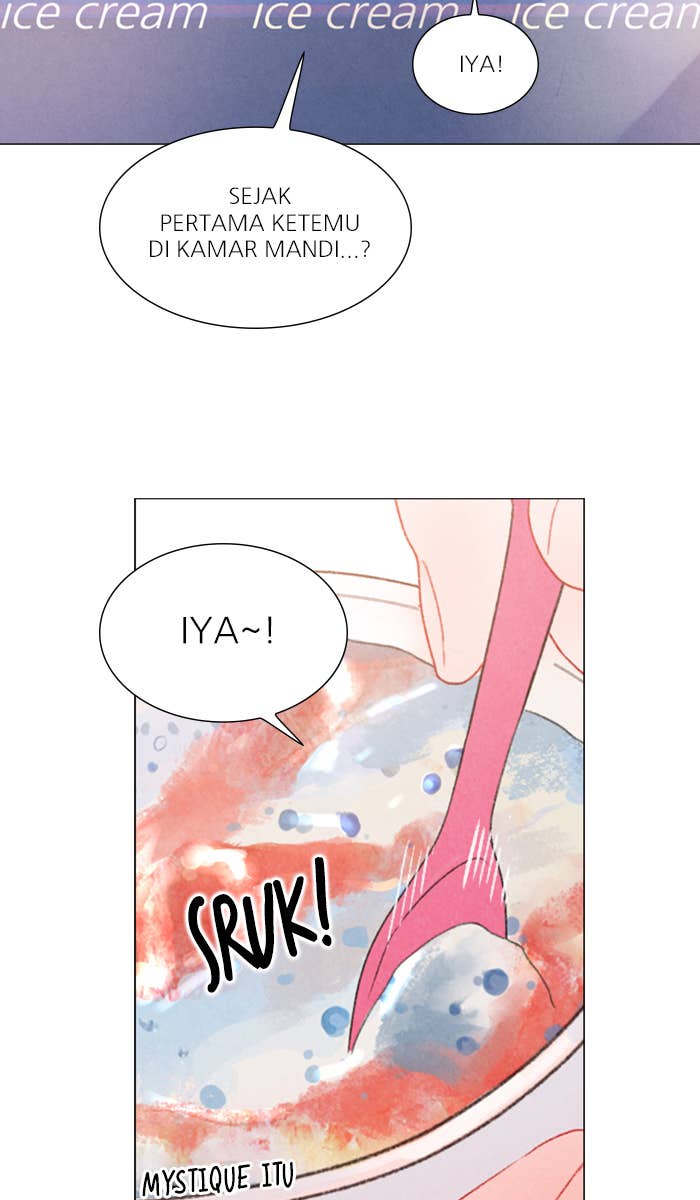 ice cream ice cream ice cream
IYA!
SEJAK
PERTAMA KETEMU
DI KAMAR MANDI...?
IYA~!
SRUK!
MYSTIQUE ITU